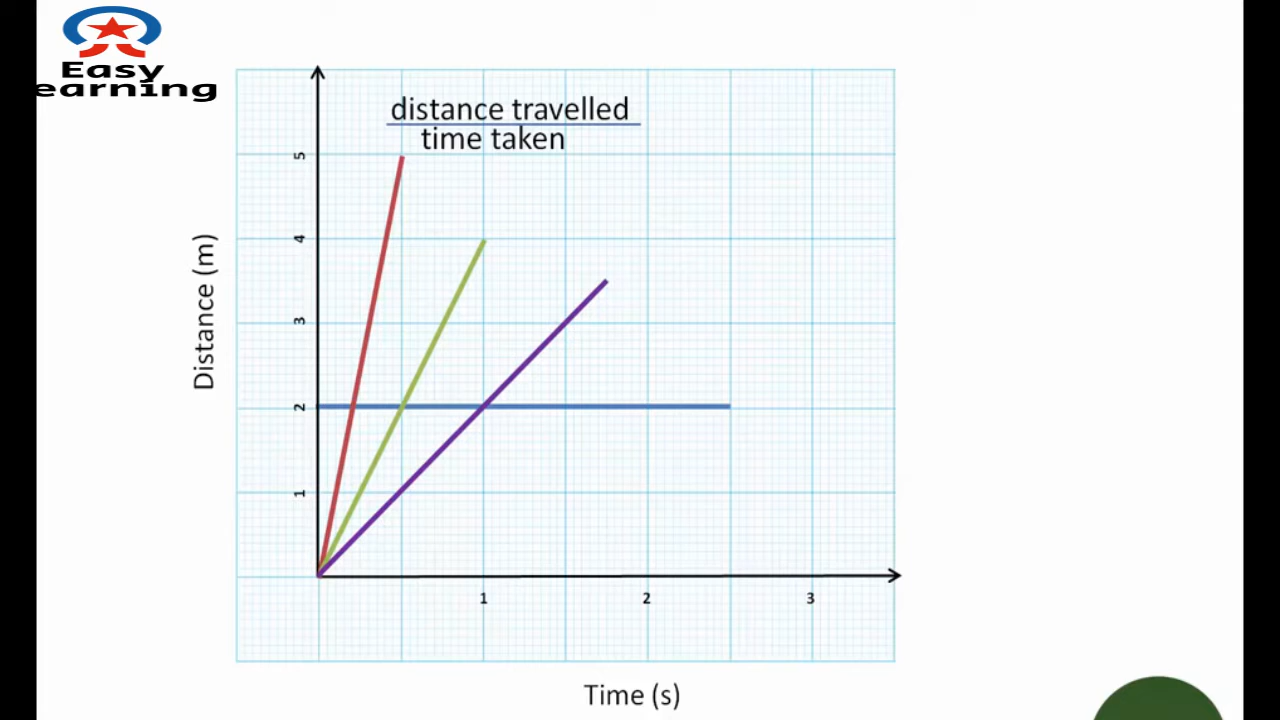 Easy
earning
distance travelled
time taken
5
4
3
2
1
Distance (m)
1
2
3
Time (s)